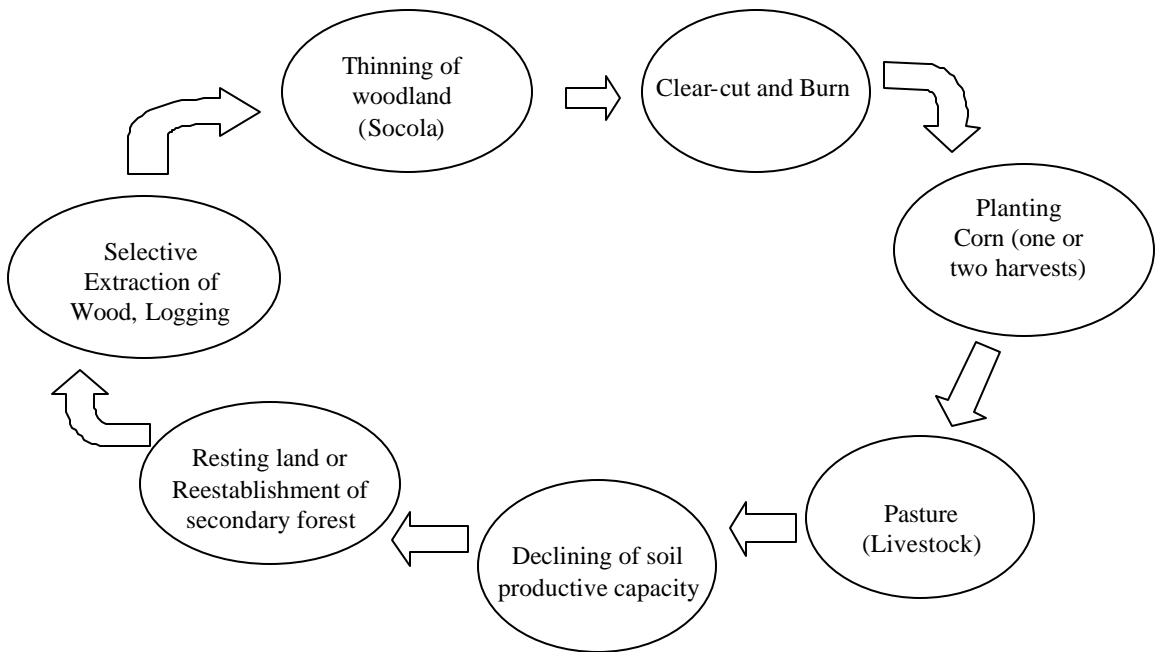 Thinning of
woodland
(Socola)
Clear-cut and Burn
Planting
Corn (one or
two harvests)
Pasture
(Livestock)
Declining of soil
productive capacity
Resting land or
Reestablishment of
secondary forest
Selective
Extraction of
Wood, Logging